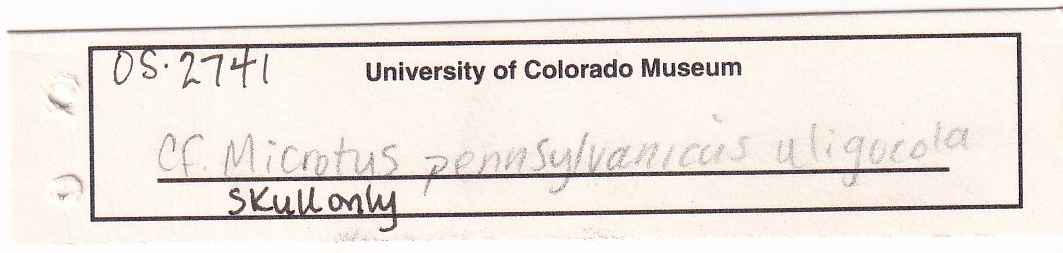 OS.2741
University of Colorado Museum
Cf. Microtus pennsylvanicus uligocola
skull only